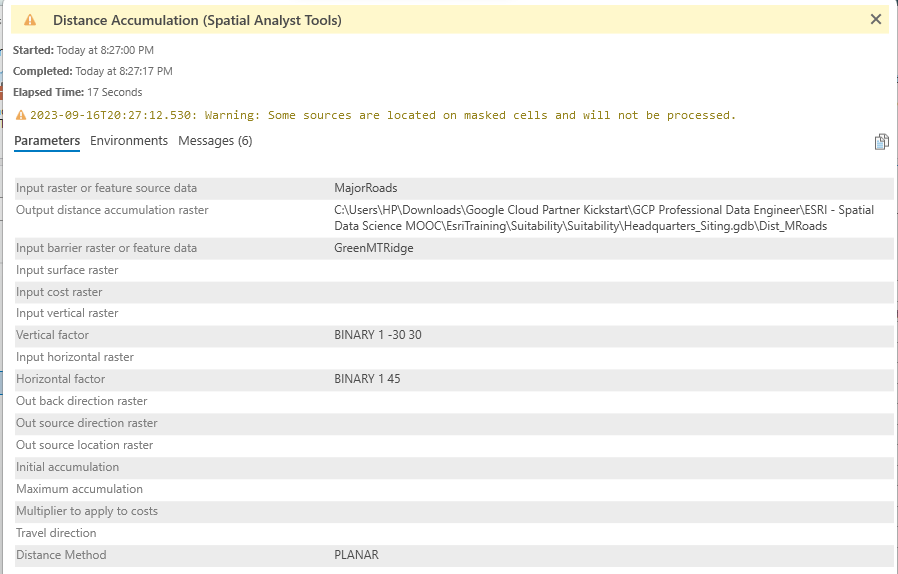 Distance Accumulation (Spatial Analyst Tools)
Started: Today at 8:27:00 PM
Completed: Today at 8:27:17 PM
Elapsed Time: 17 Seconds
2023-09-16T20:27:12.530: Warning: Some sources are located on masked cells and will not be processed.
Parameters Environments Messages (6)
Input raster or feature source data MajorRoads
Output distance accumulation raster C:\Users\HP\Downloads\Google Cloud Partner Kickstart\GCP Professional Data Engineer\ESRI - Spatial
Data Science MOOC\EsriTraining\Suitability\Suitability\Headquarters_Siting.gdb\Dist_MRoads
Input barrier raster or feature data GreenMTRidge
Input surface raster
Input cost raster
Input vertical raster
Vertical factor BINARY 1 -30 30
Input horizontal raster
Horizontal factor BINARY 1 45
Out back direction raster
Out source direction raster
Out source location raster
Initial accumulation
Maximum accumulation
Multiplier to apply to costs
Travel direction
Distance Method PLANAR